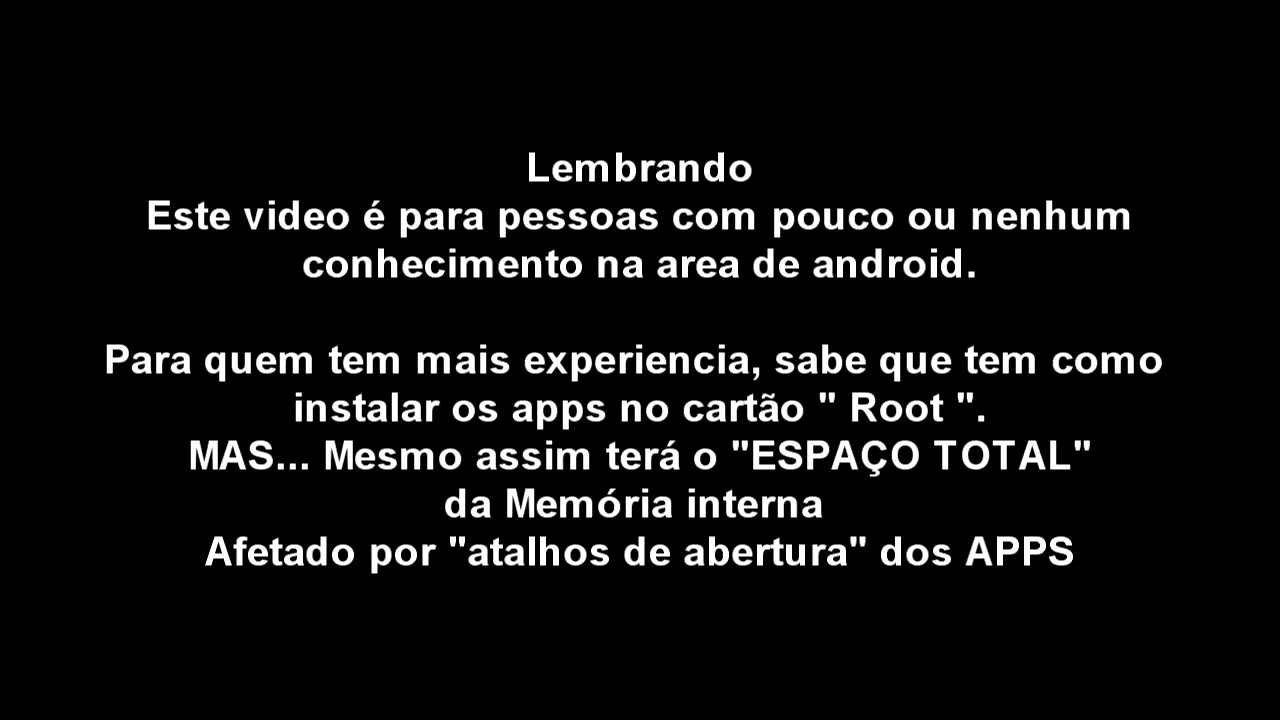 Lembrando
Este video é para pessoas com pouco ou nenhum
conhecimento na area de android.
Para quem tem mais experiencia, sabe que tem como
instalar os apps no cartão " Root ".
MAS... Mesmo assim terá o "ESPAÇO TOTAL"
da Memória interna
Afetado por "atalhos de abertura" dos APPS